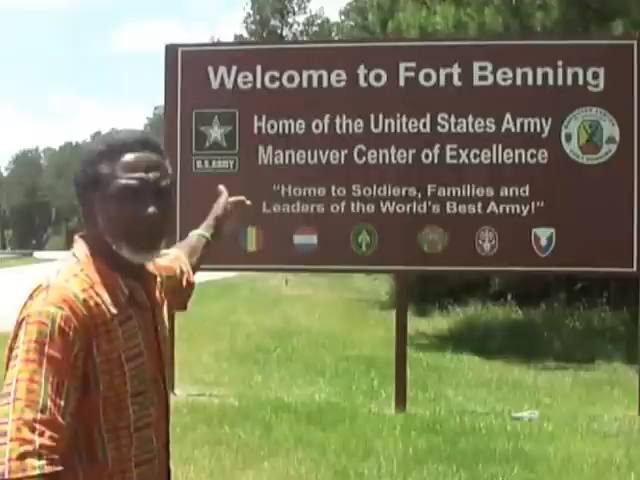 Welcome to Fort Benning
Home of the United States Army
Maneuver Center of Excellence
U.S. ARMY
"Home to Soldiers, Families and
Leaders of the World's Best Army!"